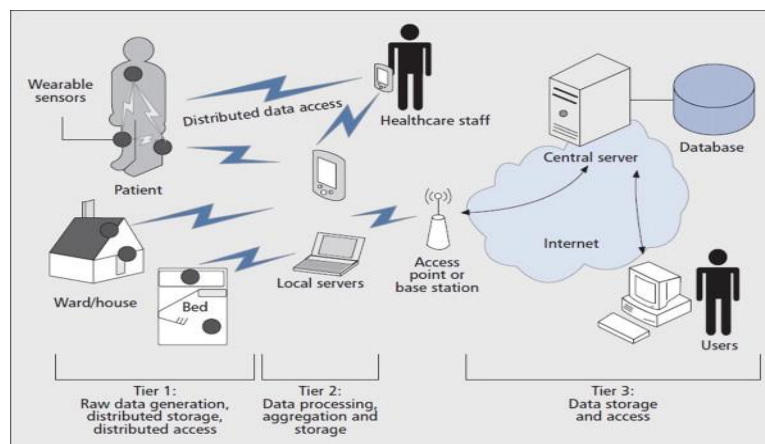 Wearable
sensors
Patient
Distributed data access
Healthcare staff
Central server
Database
Ward/house
Bed
Local servers
Access
point or
base station
Internet
Users
Tier 1:
Raw data generation,
distributed storage,
distributed access
Tier 2:
Data processing,
aggregation and
storage
Tier 3:
Data storage
and access